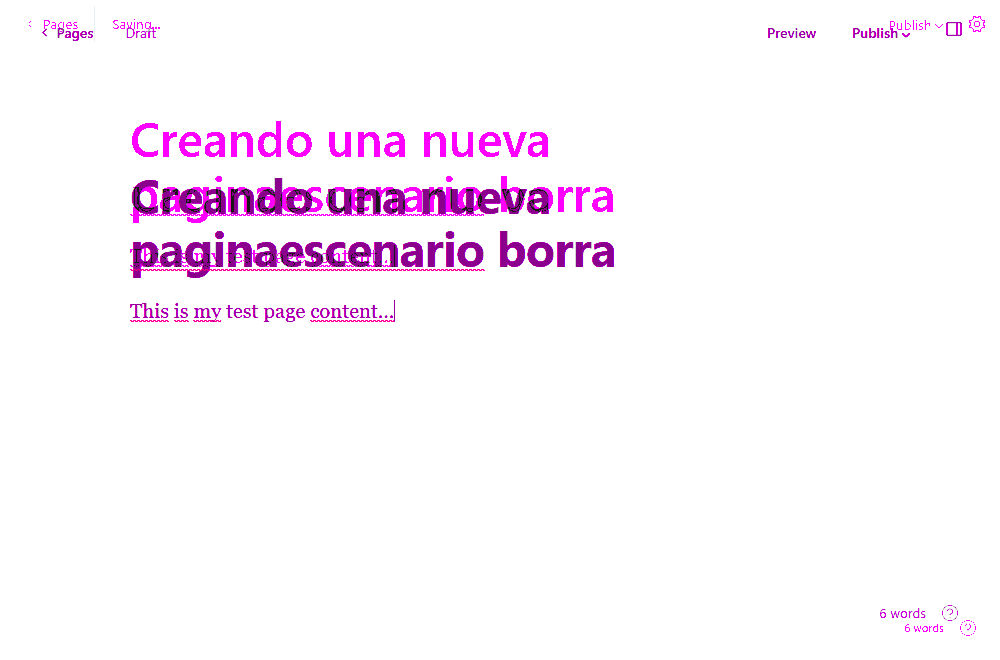 Pages Saving... Publish
Pages Draft Preview Publish
Creando una nueva
paginaescenario borra
Creando una nueva
paginaescenario borra
This is my test page content...
This is my test page content...
6 words ?
6 words ?